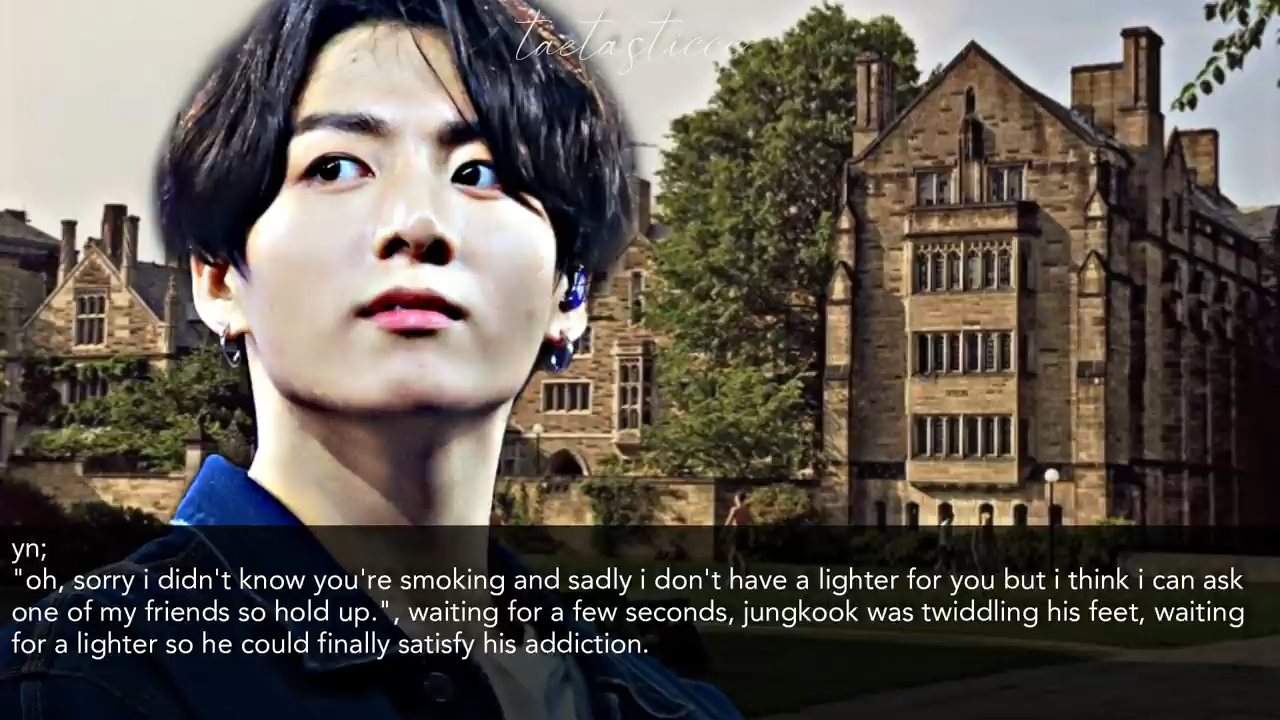 yn;
"oh, sorry i didn't know you're smoking and sadly i don't have a lighter for you but i think i can ask
one of my friends so hold up.", waiting for a few seconds, jungkook was twiddling his feet, waiting
for a lighter so he could finally satisfy his addiction.